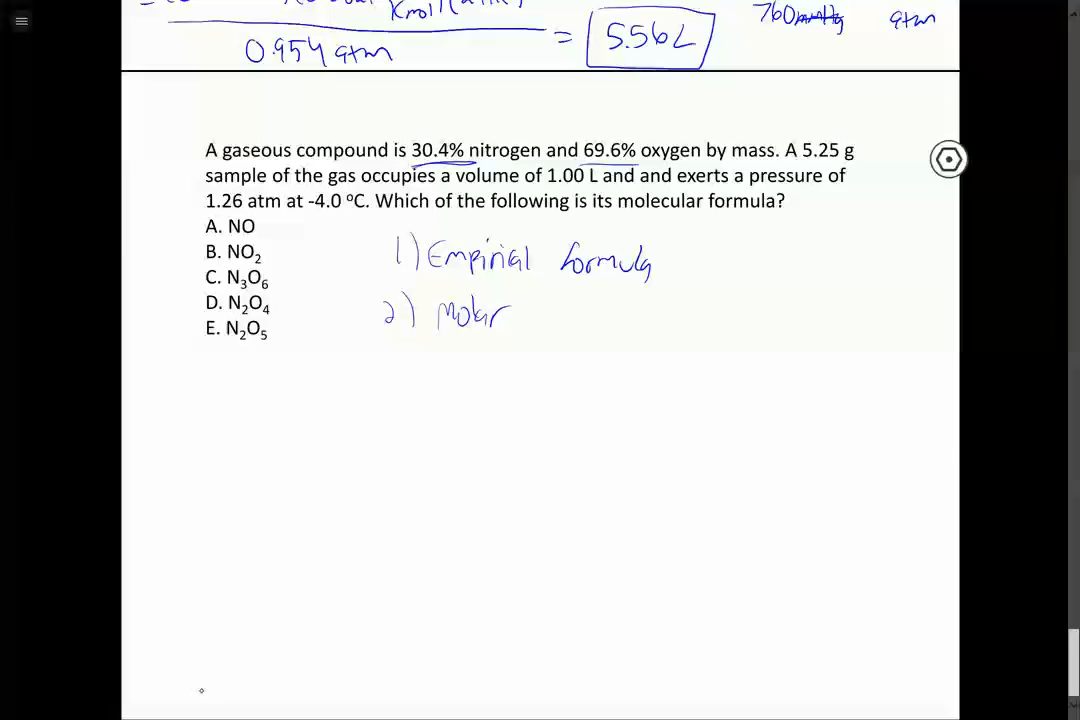 0.954 atm = 5.56L
760mmHg atm
A gaseous compound is 30.4% nitrogen and 69.6% oxygen by mass. A 5.25 g
sample of the gas occupies a volume of 1.00 L and and exerts a pressure of
1.26 atm at -4.0 ºC. Which of the following is its molecular formula?
A. NO
B. NO₂
C. N₃O₆
D. N₂O₄
E. N₂O₅
1) Empirical formula
2) Molar